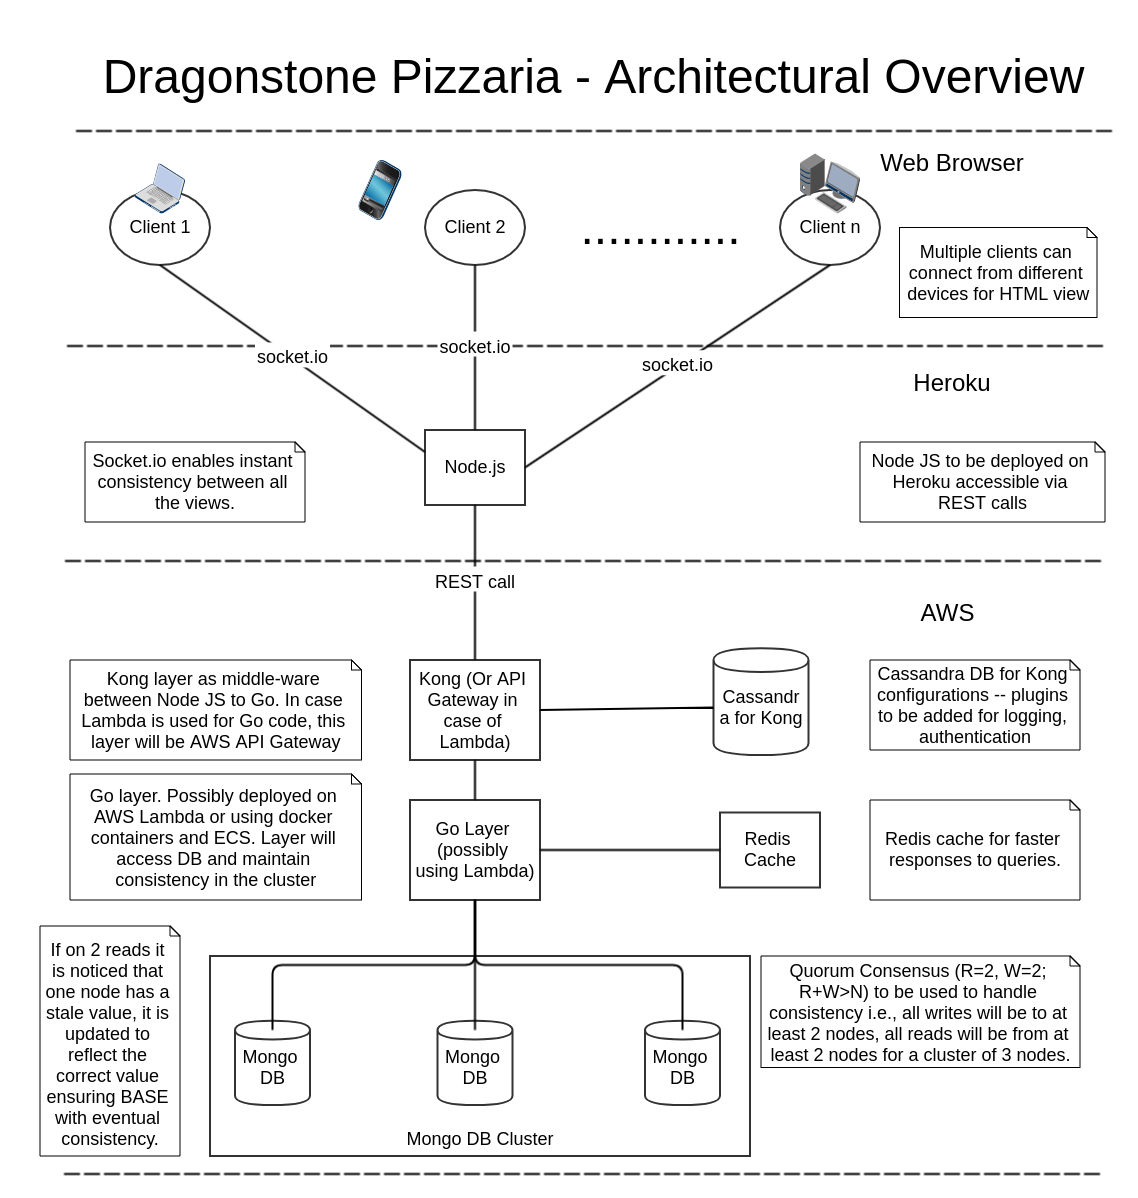 Dragonstone Pizzaria - Architectural Overview
Web Browser
Client 1
Client 2
............
Client n
Multiple clients can
connect from different
devices for HTML view
socket.io
socket.io
socket.io
Heroku
Socket.io enables instant
consistency between all
the views.
Node.js
Node JS to be deployed on
Heroku accessible via
REST calls
REST call
AWS
Kong layer as middle-ware
between Node JS to Go. In case
Lambda is used for Go code, this
layer will be AWS API Gateway
Kong (Or API
Gateway in
case of
Lambda)
Cassandr
a for Kong
Cassandra DB for Kong
configurations -- plugins
to be added for logging,
authentication
Go layer. Possibly deployed on
AWS Lambda or using docker
containers and ECS. Layer will
access DB and maintain
consistency in the cluster
Go Layer
(possibly
using Lambda)
Redis
Cache
Redis cache for faster
responses to queries.
If on 2 reads it
is noticed that
one node has a
stale value, it is
updated to
reflect the
correct value
ensuring BASE
with eventual
consistency.
Mongo
DB
Mongo
DB
Mongo
DB
Mongo DB Cluster
Quorum Consensus (R=2, W=2;
R+W>N) to be used to handle
consistency i.e., all writes will be to at
least 2 nodes, all reads will be from at
least 2 nodes for a cluster of 3 nodes.